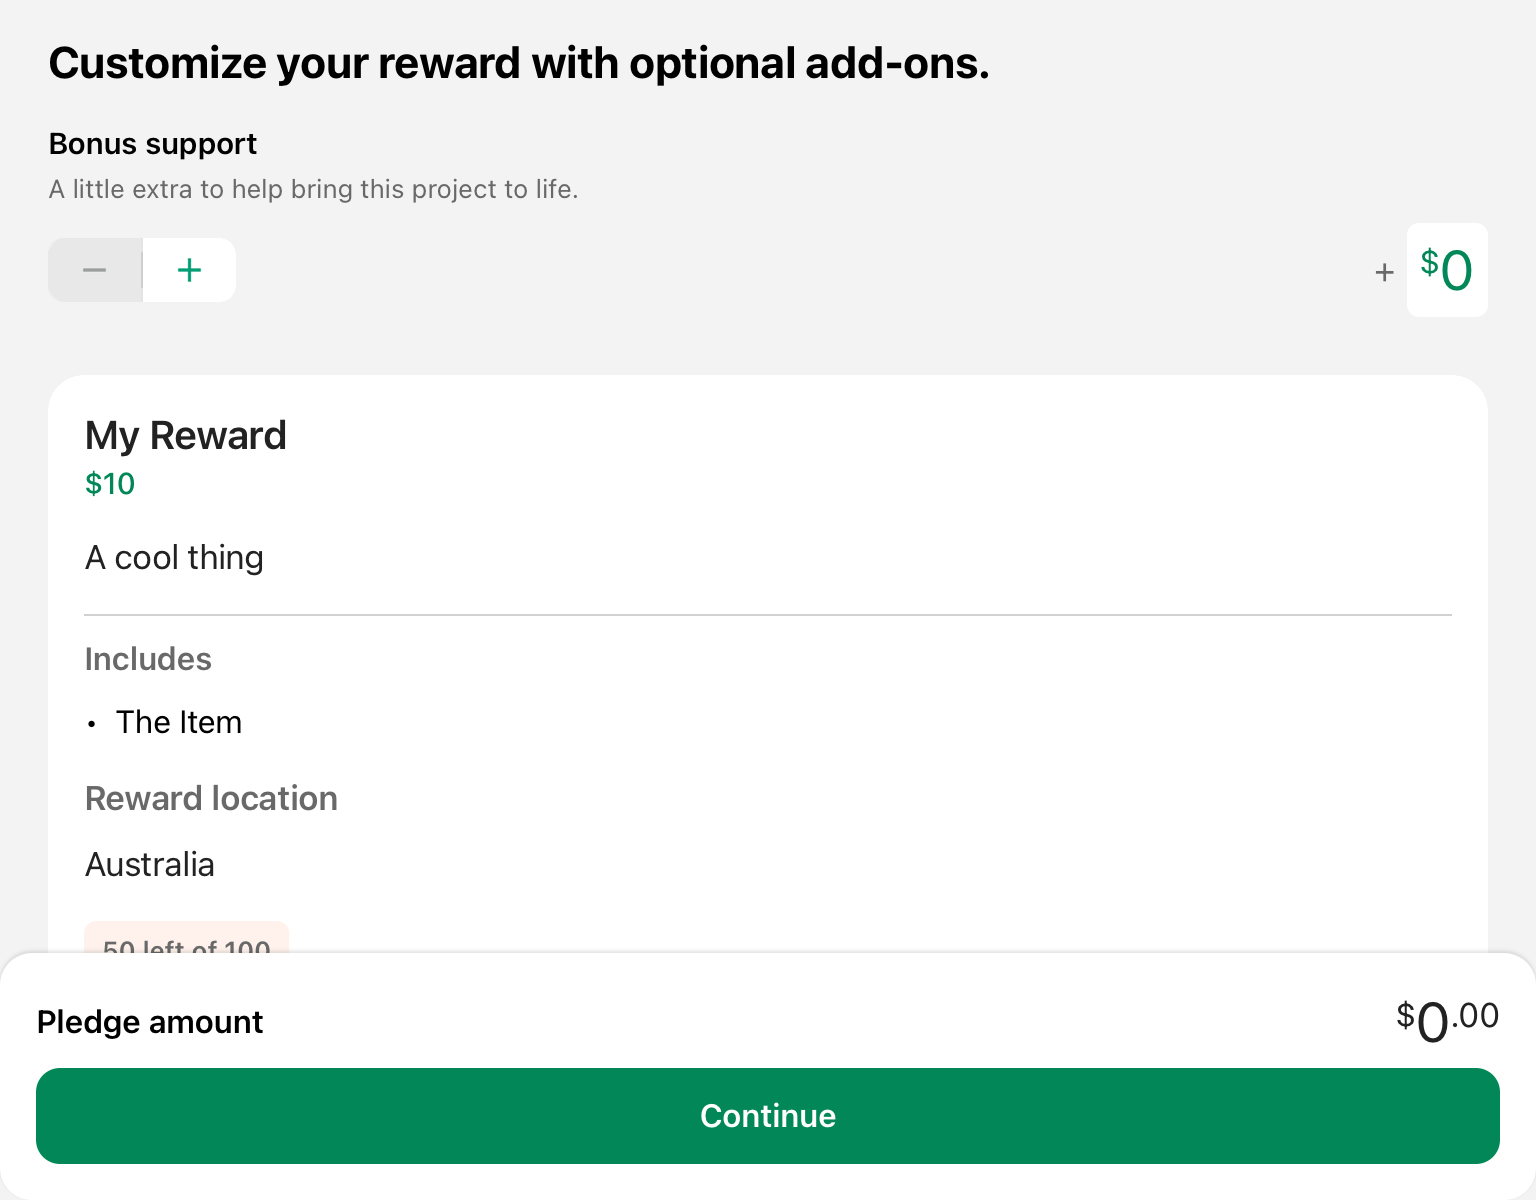 Customize your reward with optional add-ons.
Bonus support
A little extra to help bring this project to life.
− + + $0
My Reward
$10
A cool thing
Includes
• The Item
Reward location
Australia
50 left of 100
Pledge amount $0.00
Continue